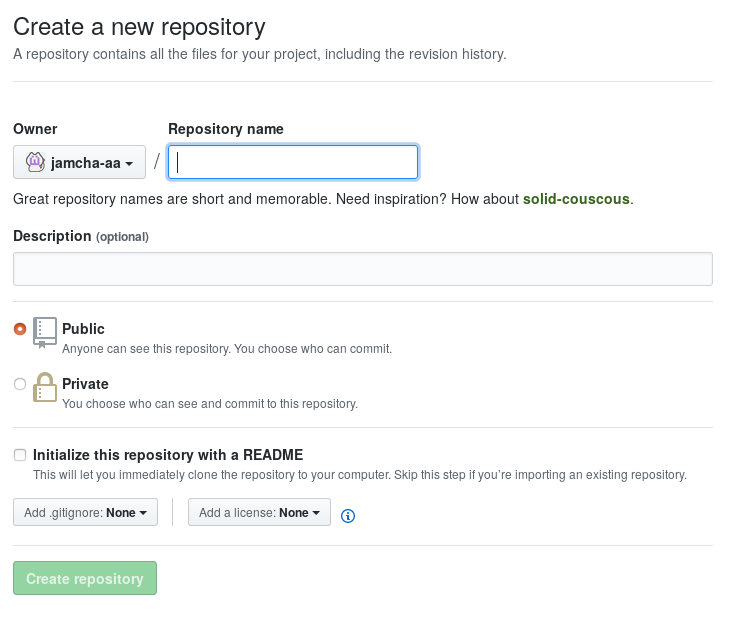 Create a new repository
A repository contains all the files for your project, including the revision history.
Owner
Repository name
jamcha-aa
/
Great repository names are short and memorable. Need inspiration? How about solid-couscous.
Description (optional)
Public
Anyone can see this repository. You choose who can commit.
Private
You choose who can see and commit to this repository.
Initialize this repository with a README
This will let you immediately clone the repository to your computer. Skip this step if you’re importing an existing repository.
Add .gitignore: None
Add a license: None
Create repository